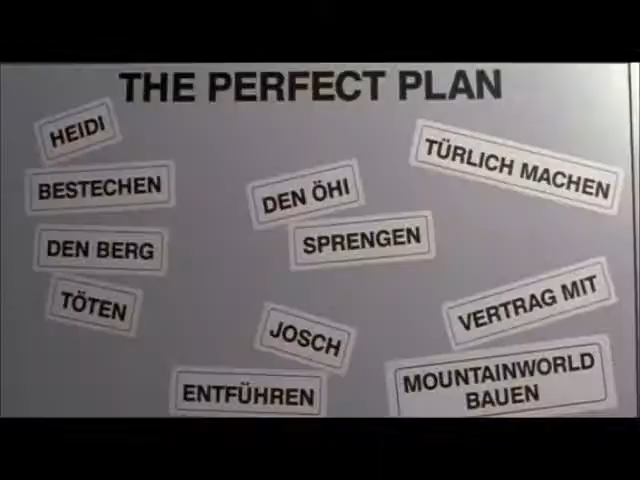 THE PERFECT PLAN
HEIDI
BESTECHEN
DEN BERG
TÖTEN
DEN ÖHI
SPRENGEN
JOSCH
ENTFÜHREN
TÜRLICH MACHEN
VERTRAG MIT
MOUNTAINWORLD
BAUEN